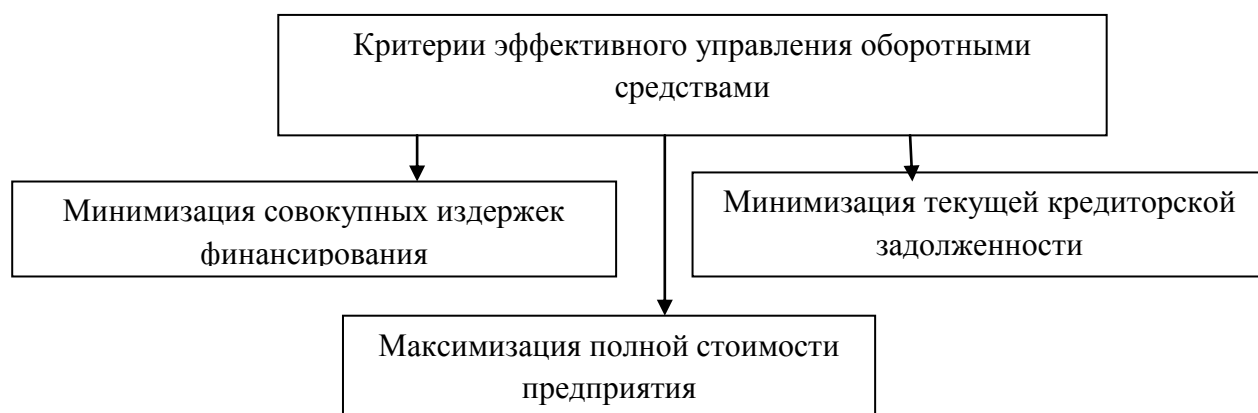 Критерии эффективного управления оборотными
средствами
Минимизация совокупных издержек
финансирования
Минимизация текущей кредиторской
задолженности
Максимизация полной стоимости
предприятия